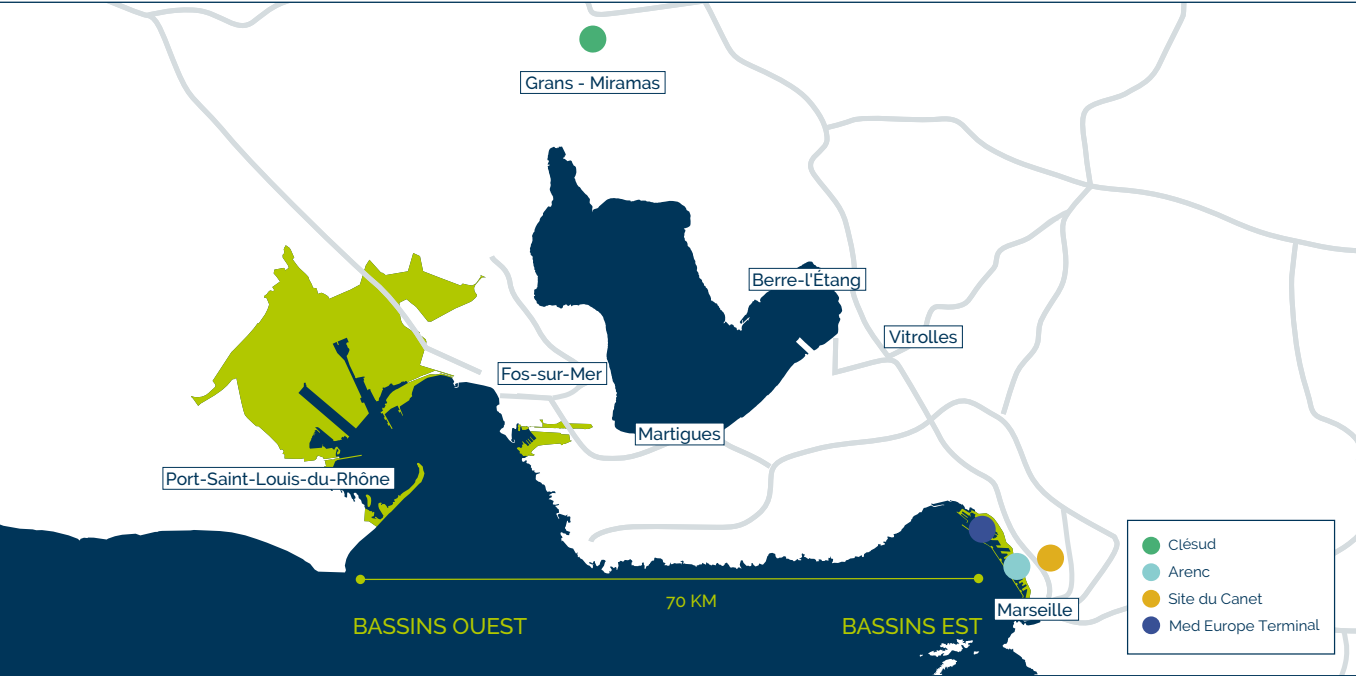 Grans - Miramas
Berre-l'Étang
Vitrolles
Fos-sur-Mer
Martigues
Port-Saint-Louis-du-Rhône
70 KM
BASSINS OUEST
BASSINS EST
Marseille
Clésud
Arenc
Site du Canet
Med Europe Terminal